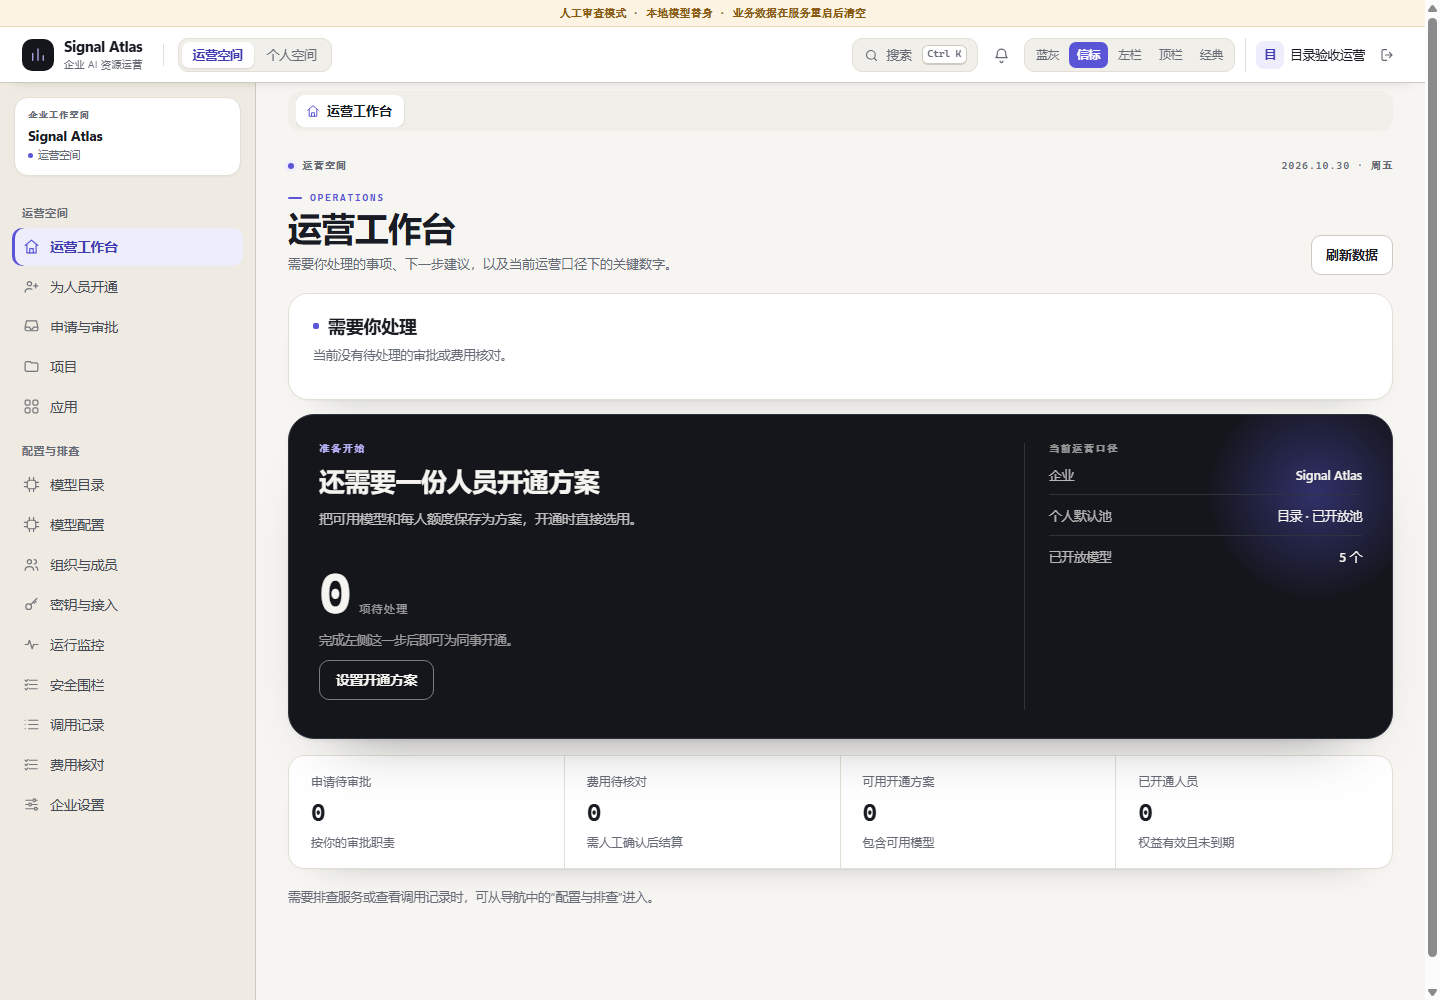 人工审查模式 · 本地模型替身 · 业务数据在服务重启后清空
Signal Atlas
企业 AI 资源运营
运营空间 个人空间
搜索 Ctrl K
蓝灰 信标 左栏 顶栏 经典
目 目录验收运营
企业工作空间
Signal Atlas
运营空间
运营空间
运营工作台
为人员开通
申请与审批
项目
应用
配置与排查
模型目录
模型配置
组织与成员
密钥与接入
运行监控
安全围栏
调用记录
费用核对
企业设置
运营工作台
运营空间
2026.10.30 · 周五
OPERATIONS
运营工作台
需要你处理的事项、下一步建议，以及当前运营口径下的关键数字。
刷新数据
需要你处理
当前没有待处理的审批或费用核对。
准备开始
还需要一份人员开通方案
把可用模型和每人额度保存为方案，开通时直接选用。
0 项待处理
完成左侧这一步后即可为同事开通。
设置开通方案
当前运营口径
企业 Signal Atlas
个人默认池 目录 · 已开放池
已开放模型 5 个
申请待审批
0
按你的审批职责
费用待核对
0
需人工确认后结算
可用开通方案
0
包含可用模型
已开通人员
0
权益有效且未到期
需要排查服务或查看调用记录时，可从导航中的“配置与排查”进入。